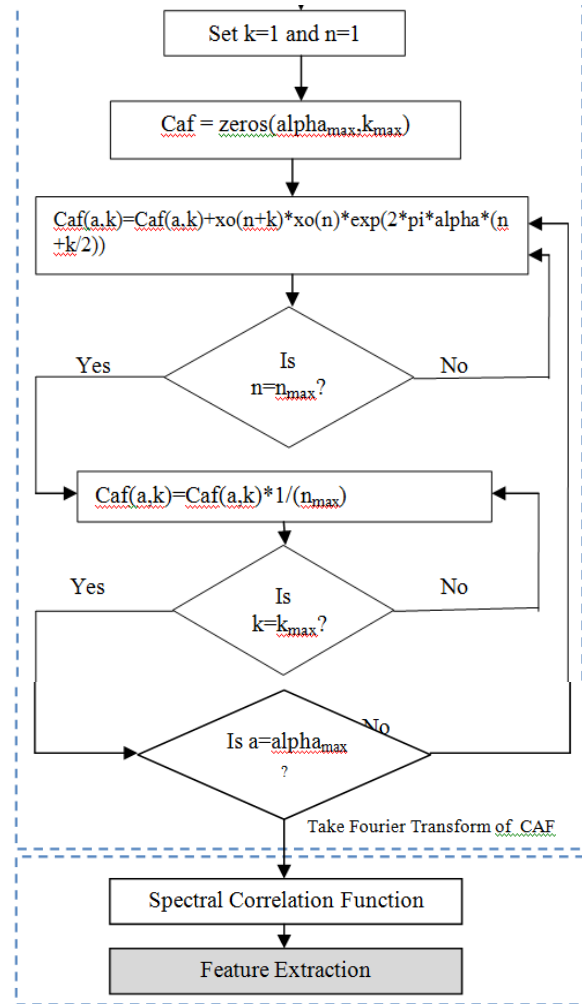 Set k=1 and n=1
Caf = zeros(alphamax,kmax)
Caf(a,k)=Caf(a,k)+xo(n+k)*xo(n)*exp(2*pi*alpha*(n
+k/2))
Yes
Is
n=nmax?
No
Caf(a,k)=Caf(a,k)*1/(nmax)
Yes
Is
k=kmax?
No
Is a=alphamax
?
No
Take Fourier Transform of CAF
Spectral Correlation Function
Feature Extraction